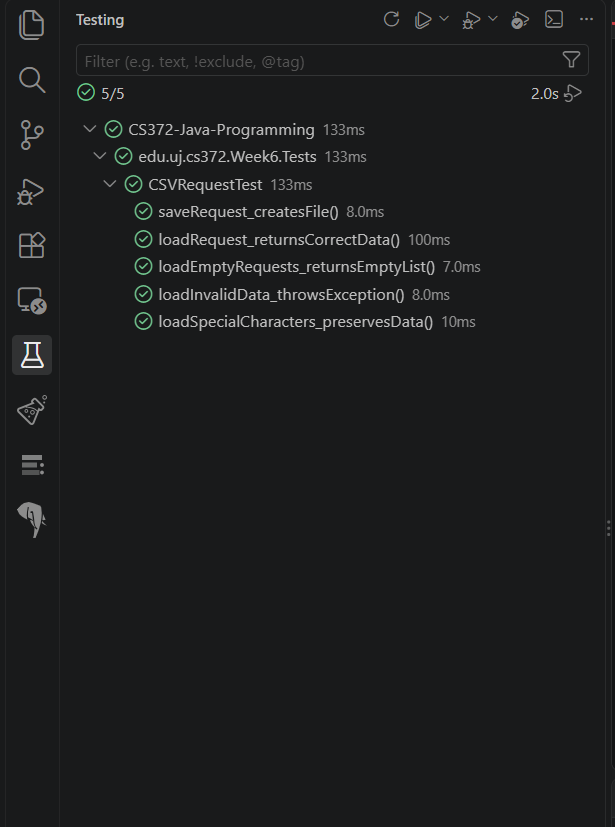 Testing
Filter (e.g. text, !exclude, @tag)
5/5 2.0s
CS372-Java-Programming 133ms
edu.uj.cs372.Week6.Tests 133ms
CSVRequestTest 133ms
saveRequest_createsFile() 8.0ms
loadRequest_returnsCorrectData() 100ms
loadEmptyRequests_returnsEmptyList() 7.0ms
loadInvalidData_throwsException() 8.0ms
loadSpecialCharacters_preservesData() 10ms